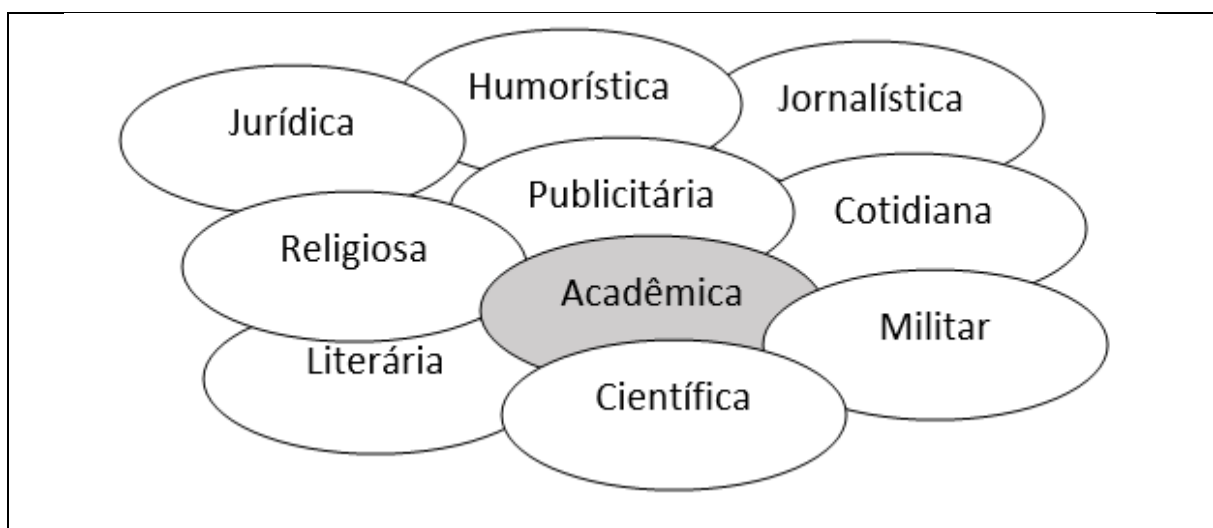 Humorística
Jornalística
Jurídica
Publicitária
Cotidiana
Religiosa
Acadêmica
Militar
Literária
Científica